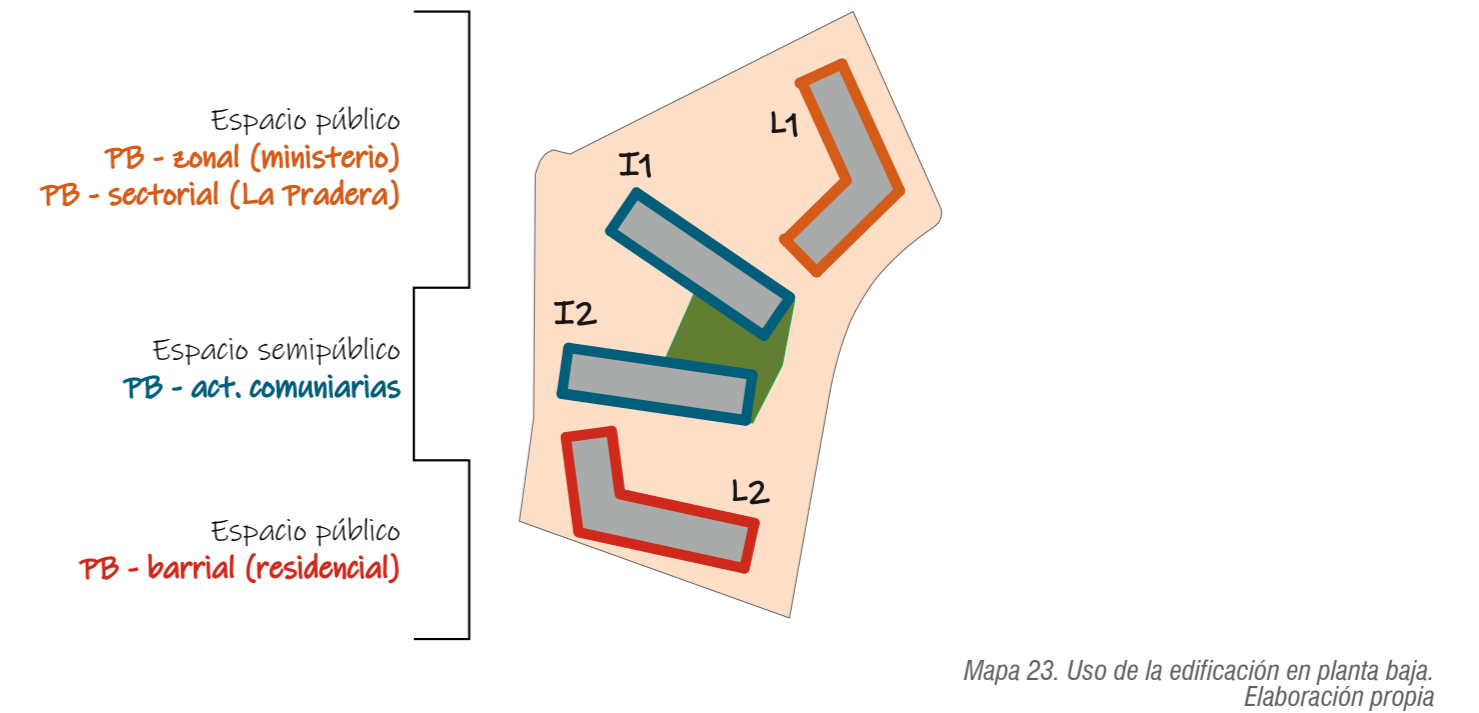 Espacio público
PB - zonal (ministerio)
PB - sectorial (La Pradera)
Espacio semipúblico
PB - act. comuniarias
Espacio público
PB - barrial (residencial)
L1
I1
I2
L2
Mapa 23. Uso de la edificación en planta baja.
Elaboración propia